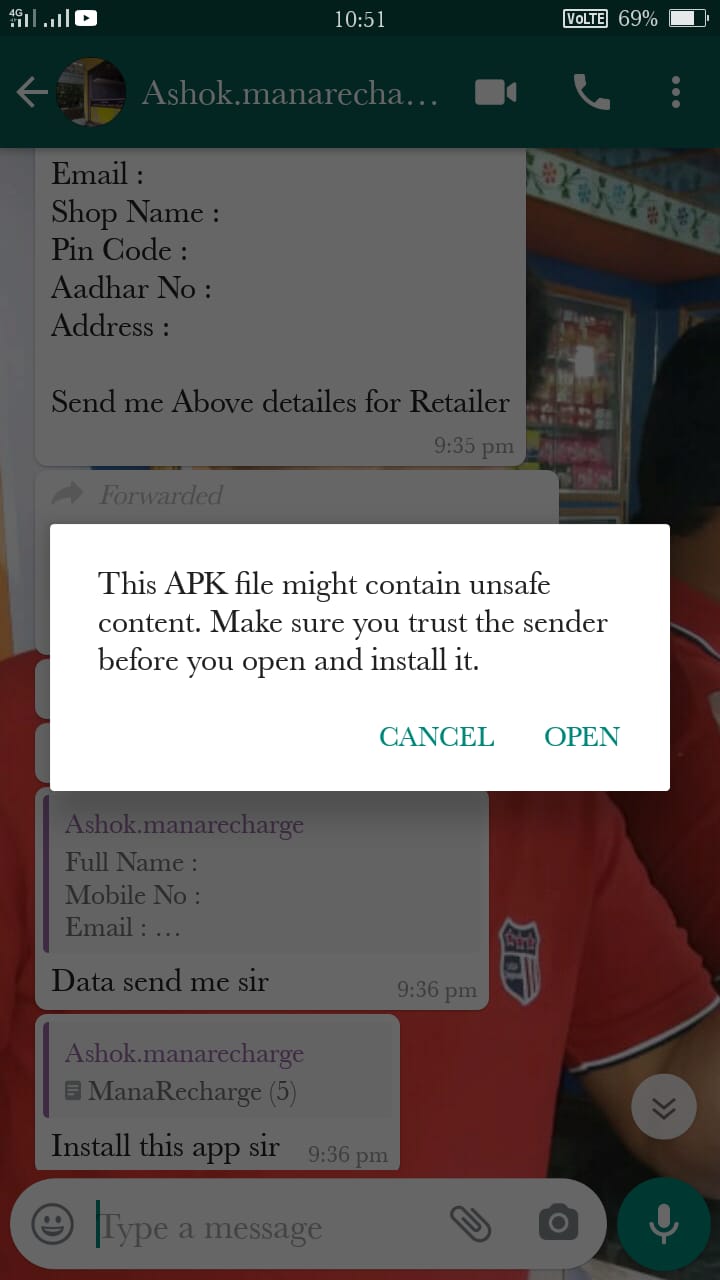 4G 10:51 VoLTE 69%
Ashok.manarecha...
Email :
Shop Name :
Pin Code :
Aadhar No :
Address :
Send me Above detailes for Retailer
9:35 pm
Forwarded
This APK file might contain unsafe
content. Make sure you trust the sender
before you open and install it.
CANCEL OPEN
Ashok.manarecharge
Full Name :
Mobile No :
Email : ...
Data send me sir 9:36 pm
Ashok.manarecharge
ManaRecharge (5)
Install this app sir 9:36 pm
Type a message